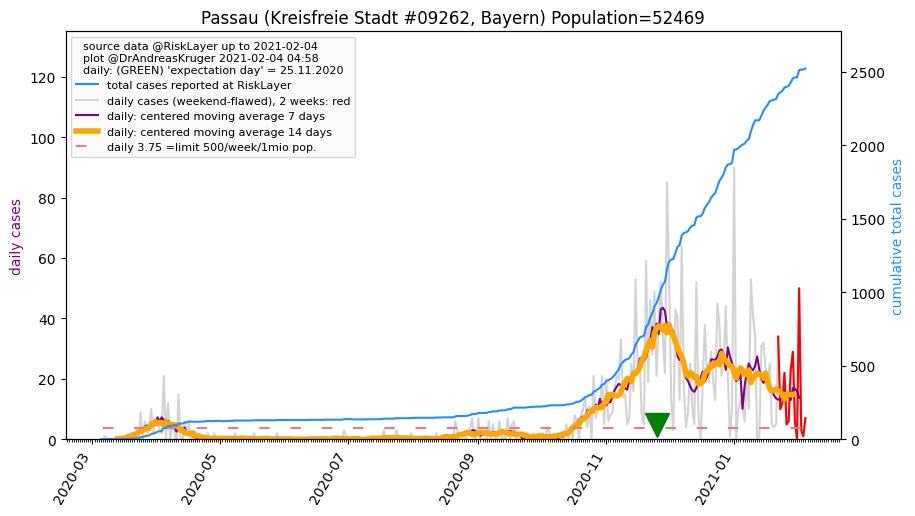 Passau (Kreisfreie Stadt #09262, Bayern) Population=52469
source data @RiskLayer up to 2021-02-04
plot @DrAndreasKruger 2021-02-04 04:58
daily: (GREEN) 'expectation day' = 25.11.2020
total cases reported at RiskLayer
daily cases (weekend-flawed), 2 weeks: red
daily: centered moving average 7 days
daily: centered moving average 14 days
daily 3.75 =limit 500/week/1mio pop.
daily cases
120
100
80
60
40
20
0
cumulative total cases
2500
2000
1500
1000
500
0
2020-03
2020-05
2020-07
2020-09
2020-11
2021-01